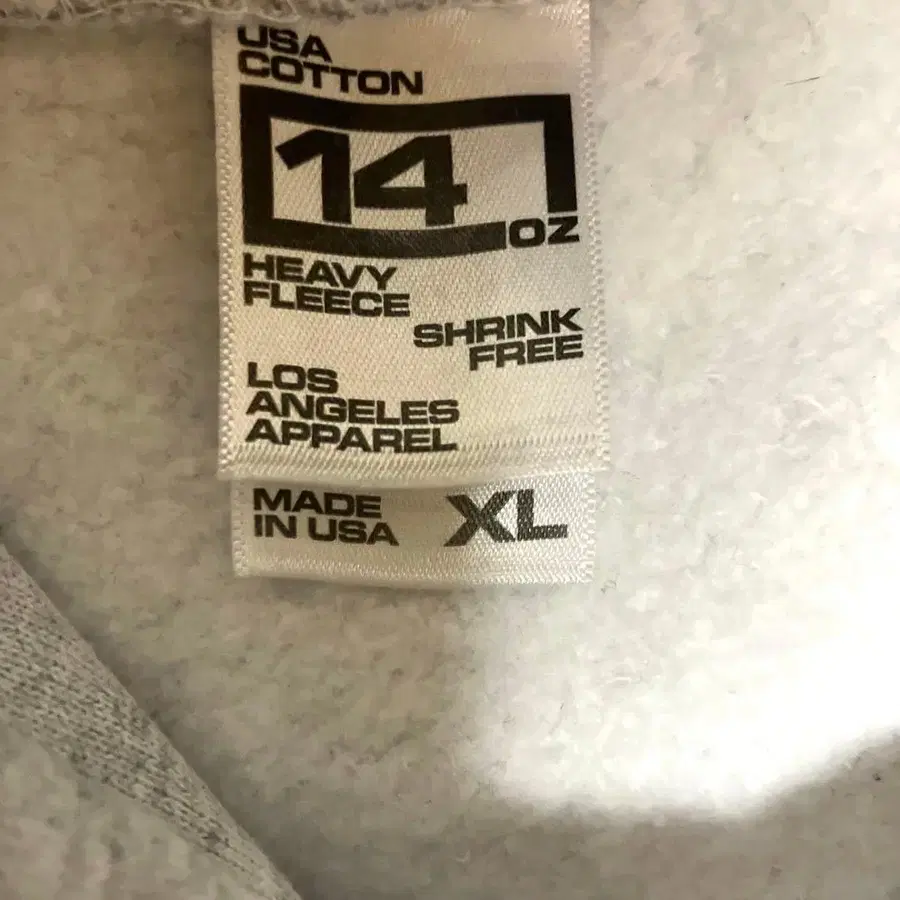 USA
COTTON
14
OZ
HEAVY
FLEECE
SHRINK
FREE
LOS
ANGELES
APPAREL
MADE
IN USA
XL